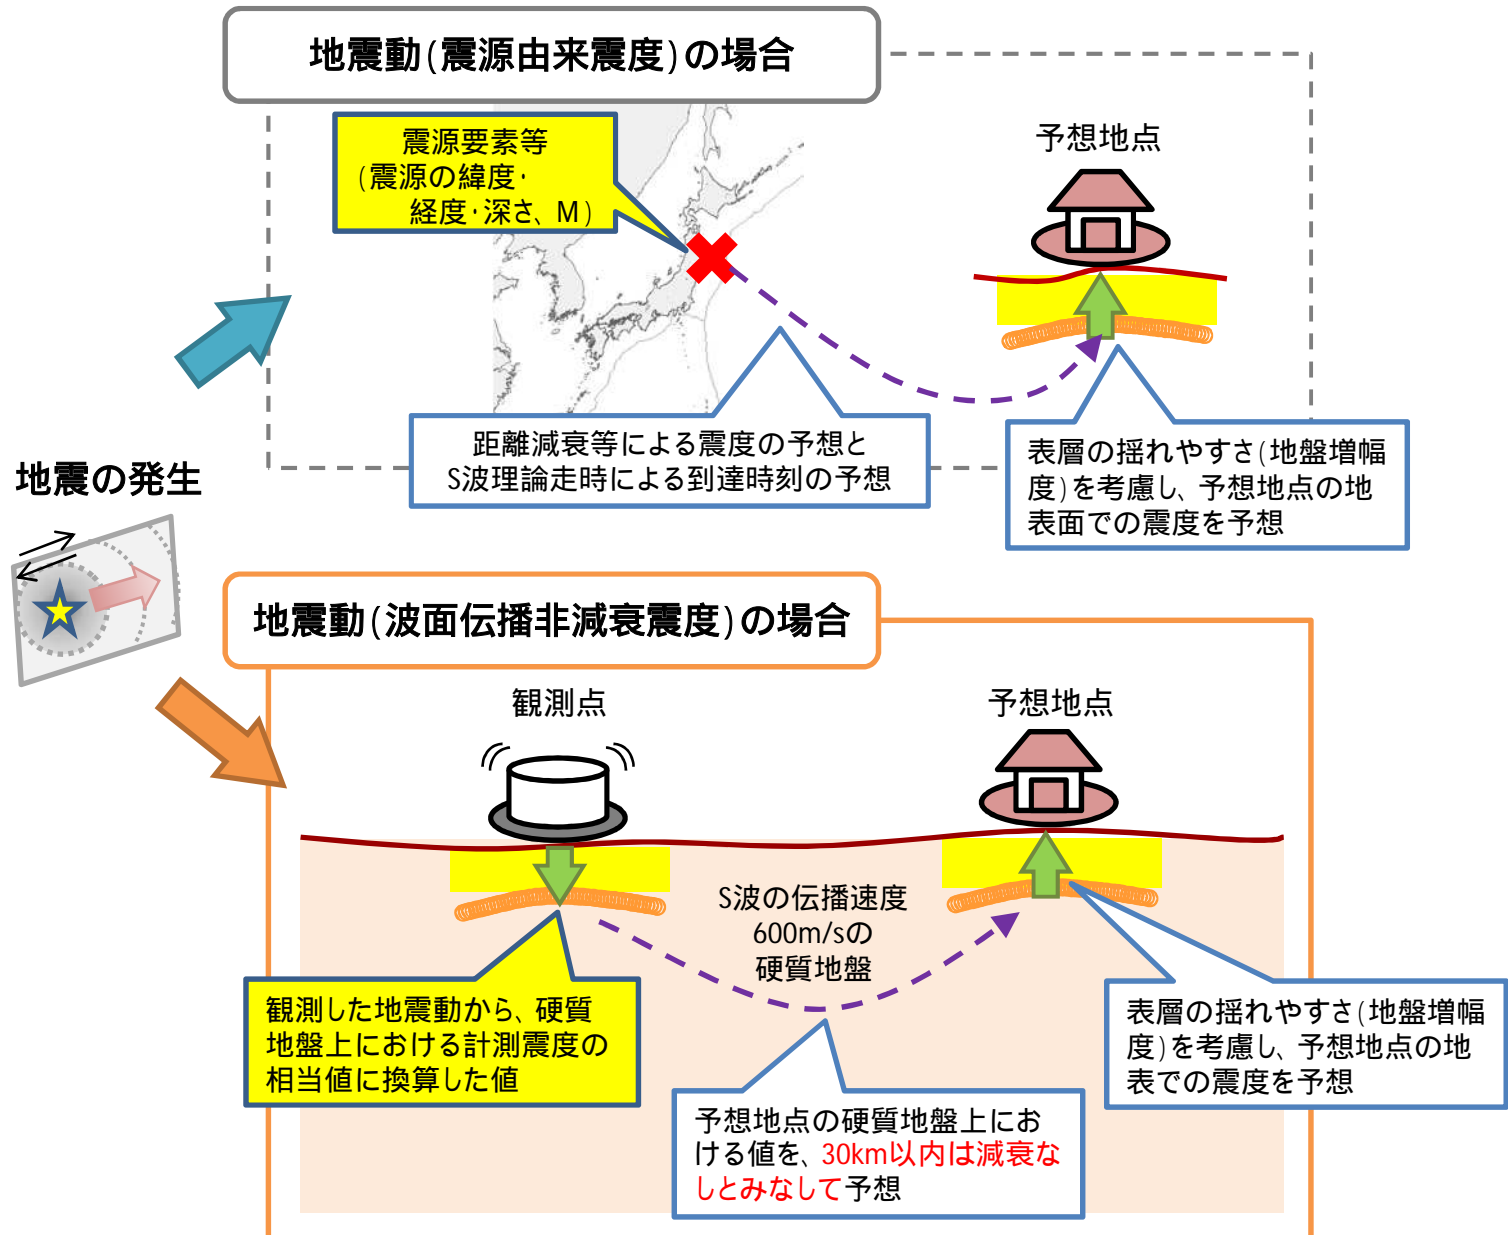 地震動(震源由来震度)の場合
震源要素等
(震源の緯度・
経度・深さ、M)
予想地点
距離減衰等による震度の予想と
S波理論走時による到達時刻の予想
表層の揺れやすさ(地盤増幅
度)を考慮し、予想地点の地
表面での震度を予想
地震の発生
地震動(波面伝播非減衰震度)の場合
観測点
予想地点
S波の伝播速度
600m/sの
硬質地盤
観測した地震動から、硬質
地盤上における計測震度の
相当値に換算した値
表層の揺れやすさ(地盤増幅
度)を考慮し、予想地点の地
表での震度を予想
予想地点の硬質地盤上にお
ける値を、30km以内は減衰な
しとみなして予想